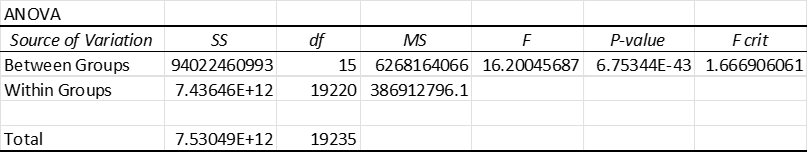 ANOVA
Source of Variation SS df MS F P-value F crit
Between Groups 94022460993 15 6268164066 16.20045687 6.75344E-43 1.666906061
Within Groups 7.43646E+12 19220 386912796.1
Total 7.53049E+12 19235